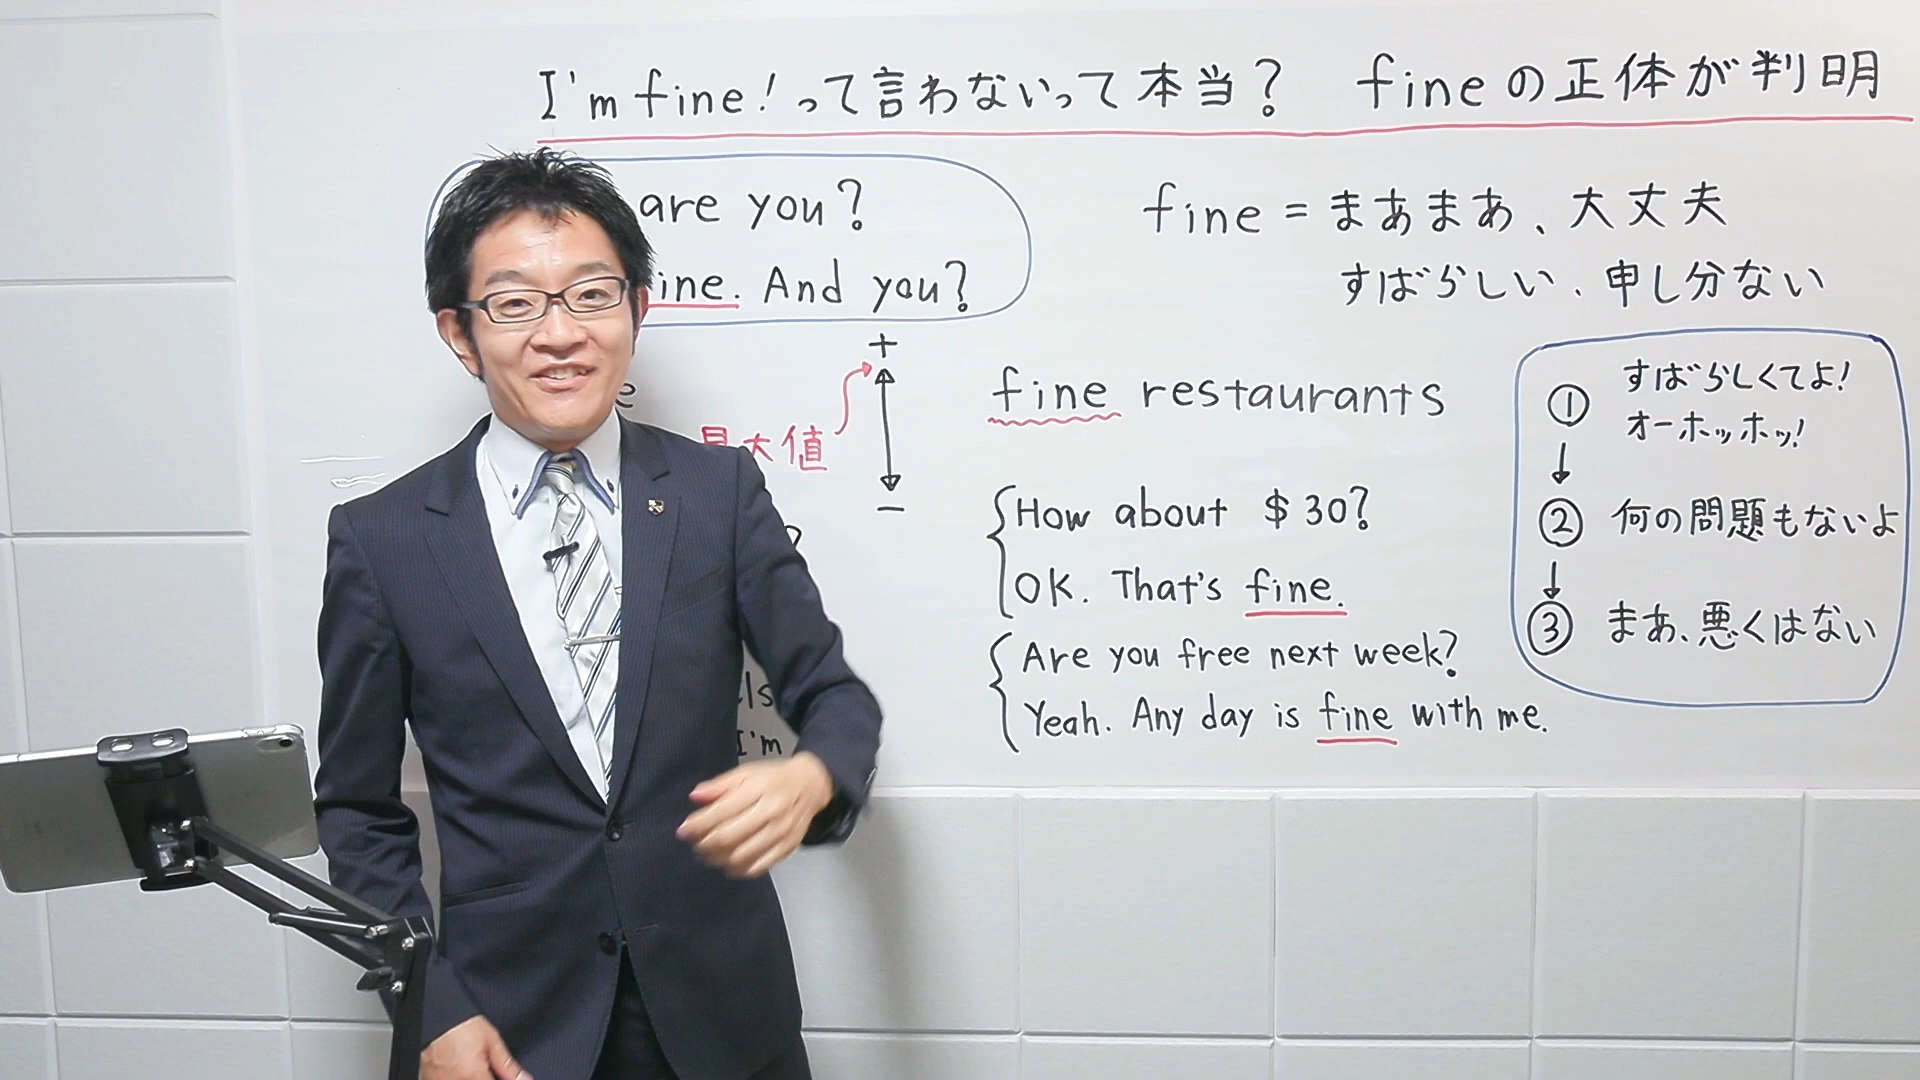 I'm fine!って言わないって本当? fineの正体が判明
are you?
ine. And you?
fine = まあまあ、大丈夫
すばらしい、申し分ない
+
最大値
−
fine restaurants
How about $30?
OK. That's fine.
Are you free next week?
Yeah. Any day is fine with me.
I'm
① すばらしくてよ!
オーホッホッ!
↓
② 何の問題もないよ
↓
③ まあ、悪くはない